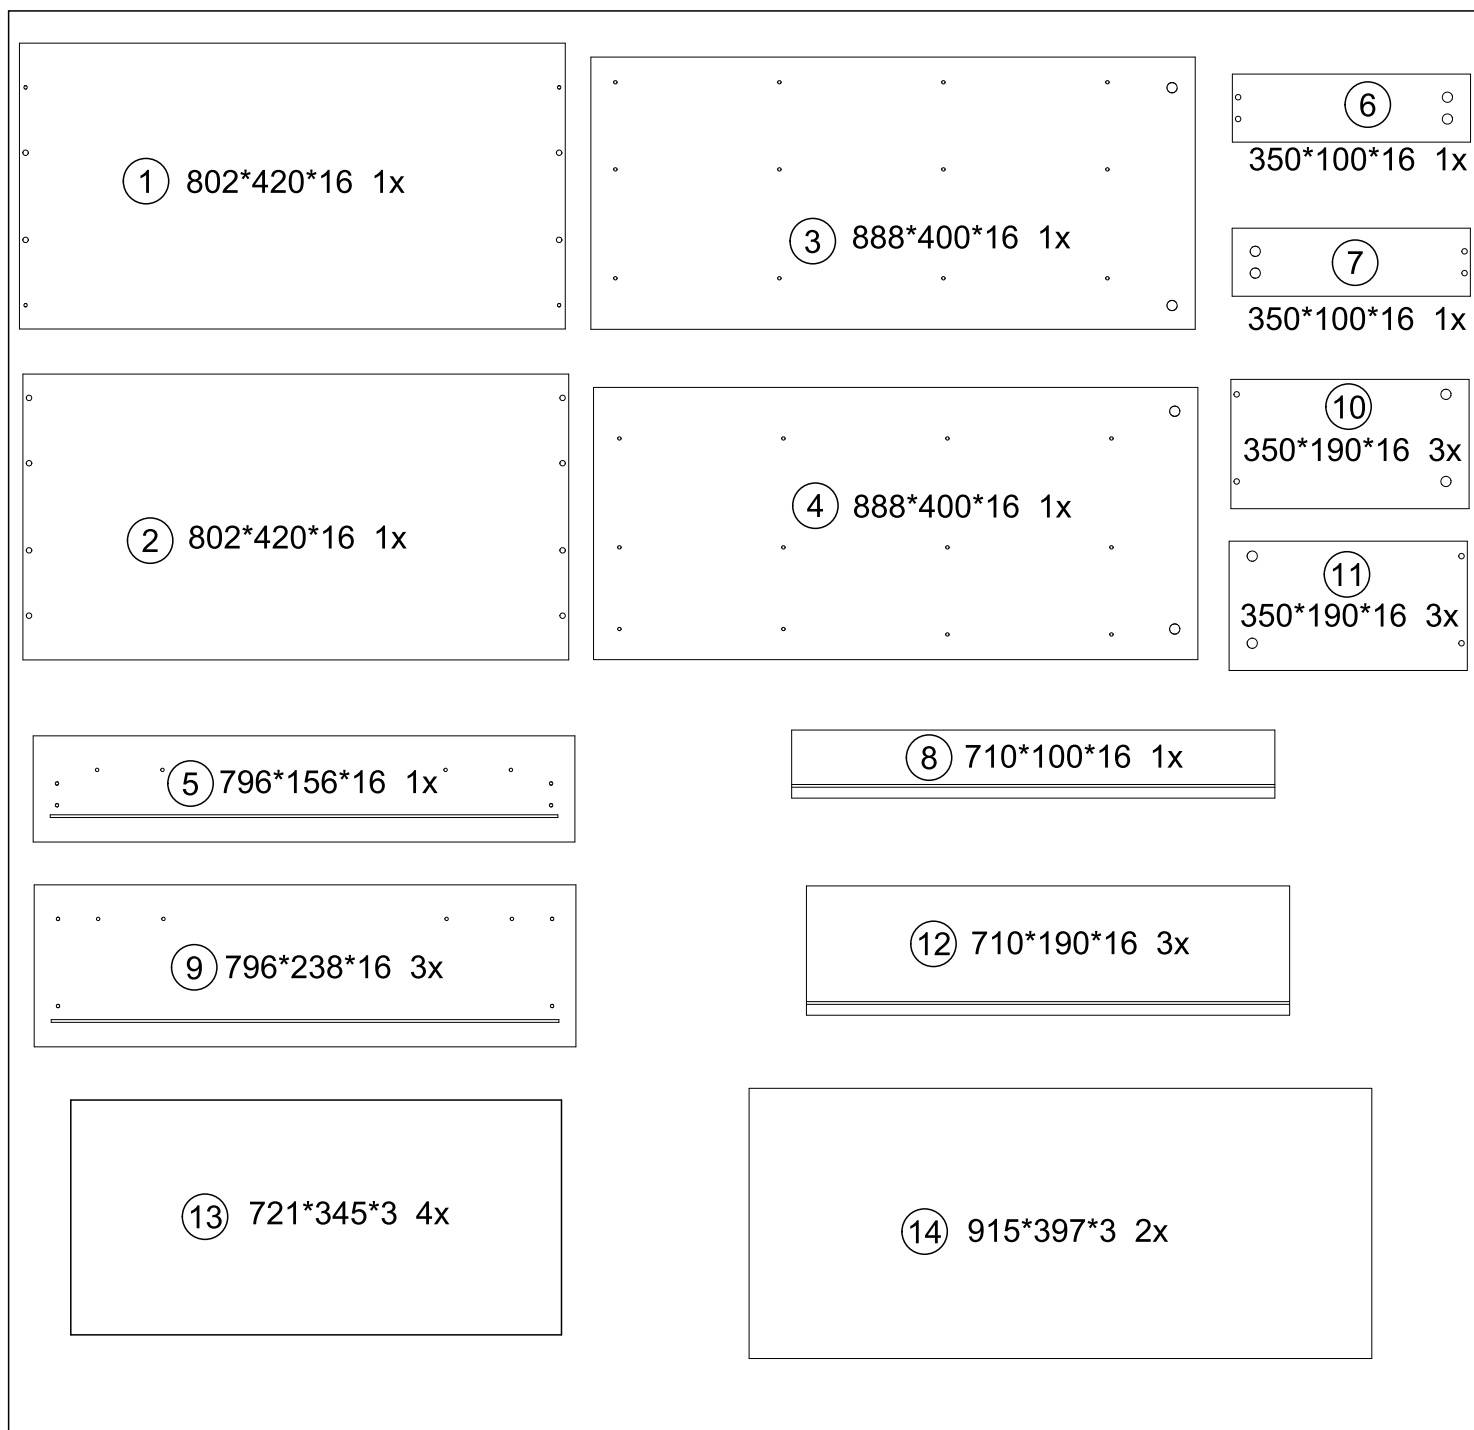 1 802*420*16 1x
3 888*400*16 1x
6
350*100*16 1x
7
350*100*16 1x
2 802*420*16 1x
4 888*400*16 1x
10
350*190*16 3x
11
350*190*16 3x
5 796*156*16 1x
8 710*100*16 1x
9 796*238*16 3x
12 710*190*16 3x
13 721*345*3 4x
14 915*397*3 2x